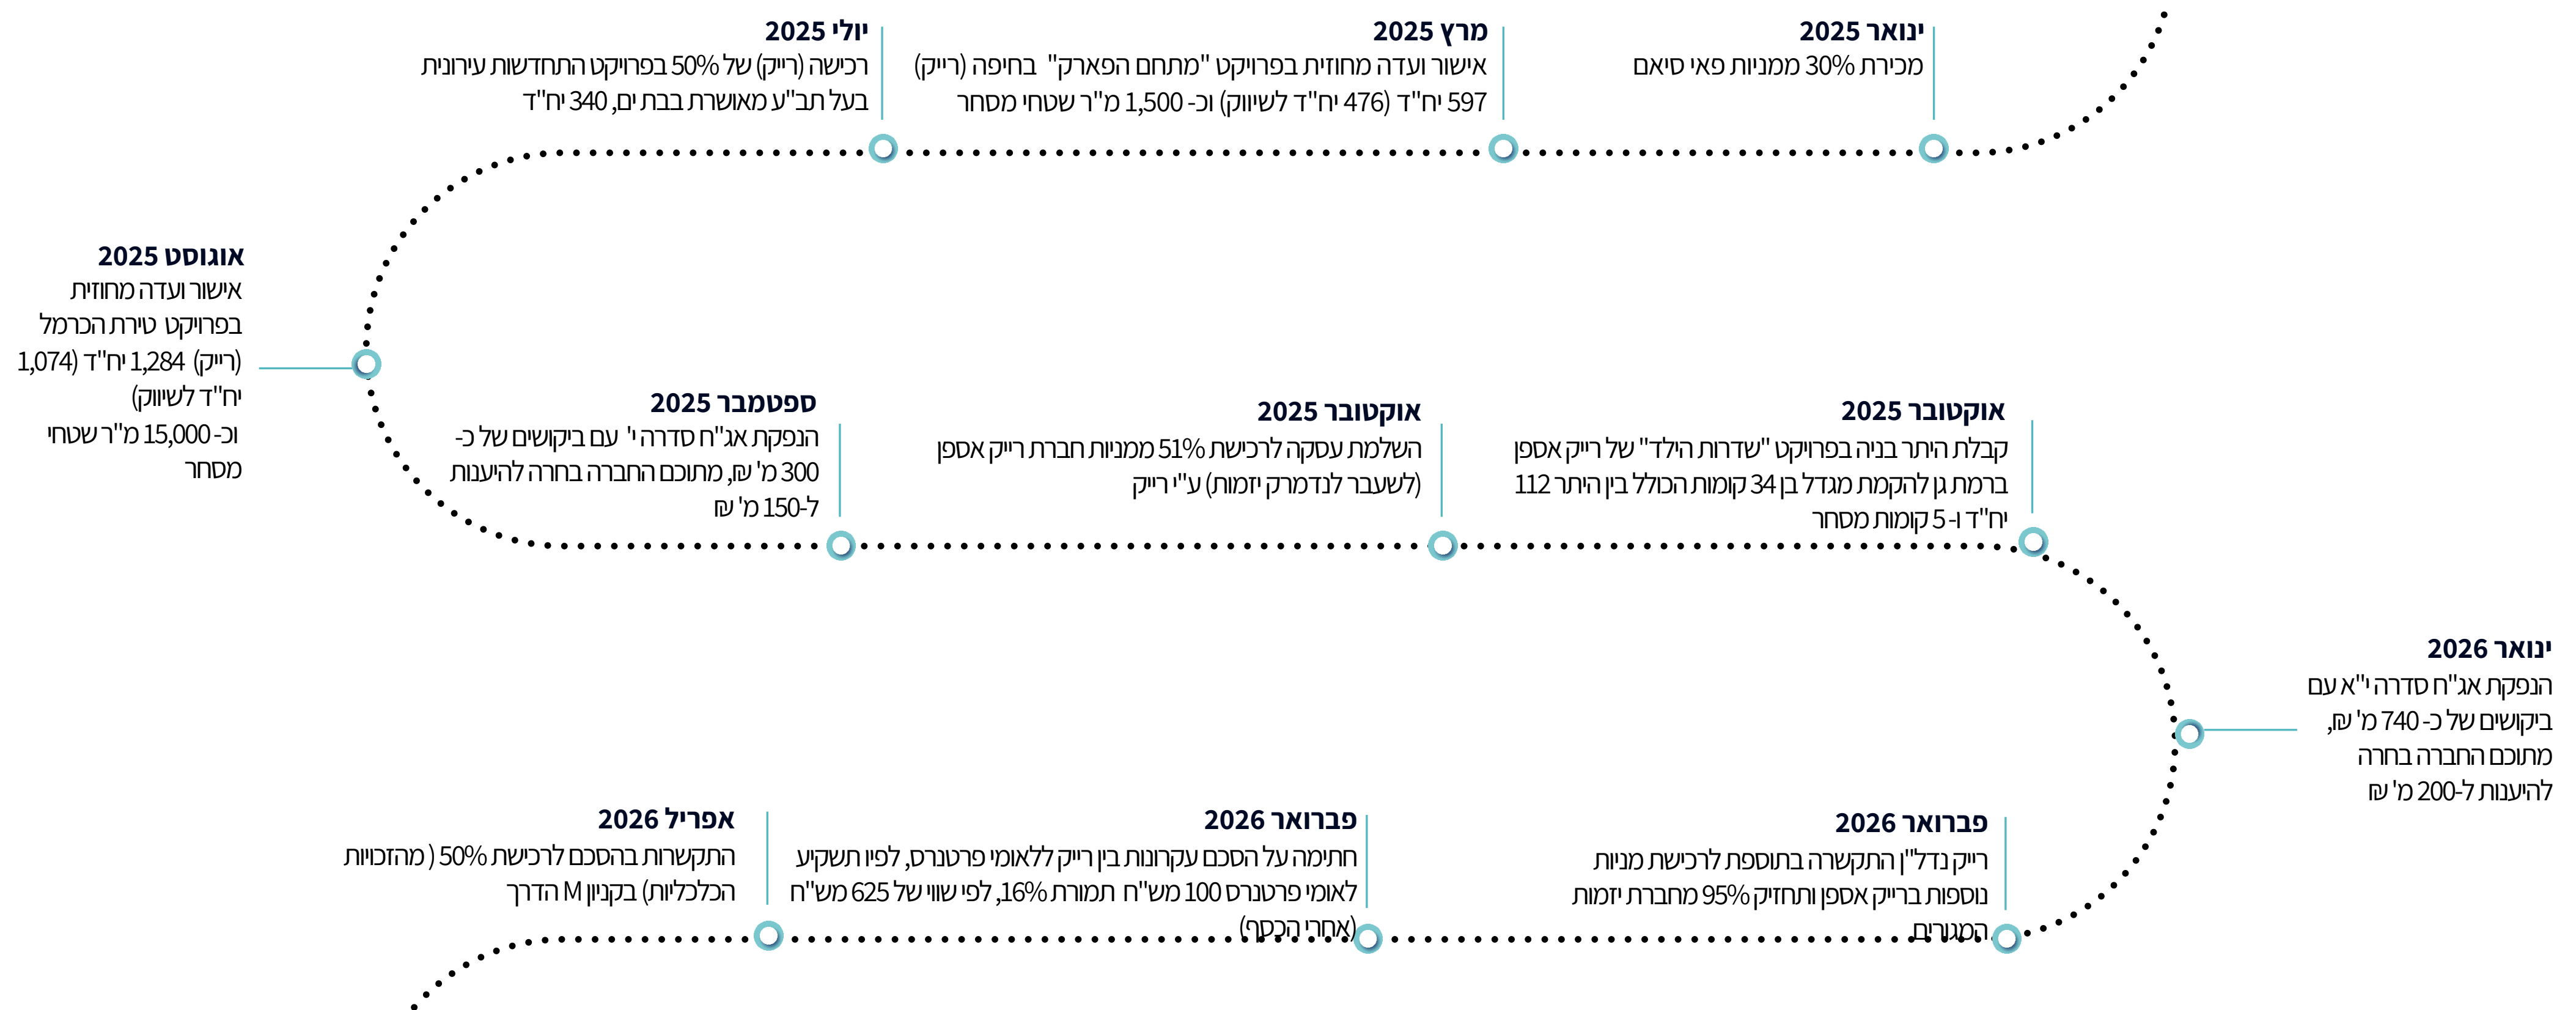 ינואר 2025
מכירת 30% ממניות פאי סיאם
מרץ 2025
אישור ועדה מחוזית בפרויקט "מתחם הפארק" בחיפה (רייק)
597 יח"ד (476 יח"ד לשיווק) וכ- 1,500 מ"ר שטחי מסחר
יולי 2025
רכישה (רייק) של 50% בפרויקט התחדשות עירונית
בעל תב"ע מאושרת בבת ים, 340 יח"ד
אוגוסט 2025
אישור ועדה מחוזית
בפרויקט טירת הכרמל
(רייק) 1,284 יח"ד (1,074
יח"ד לשיווק)
וכ- 15,000 מ"ר שטחי
מסחר
ספטמבר 2025
הנפקת אג"ח סדרה י' עם ביקושים של כ-
300 מ' ₪, מתוכם החברה בחרה להיענות
ל-150 מ' ₪
אוקטובר 2025
השלמת עסקה לרכישת 51% ממניות חברת רייק אספן
(לשעבר לנדמרק יזמות) ע"י רייק
אוקטובר 2025
קבלת היתר בניה בפרויקט "שדרות הילד" של רייק אספן
ברמת גן להקמת מגדל בן 34 קומות הכולל בין היתר 112
יח"ד ו- 5 קומות מסחר
ינואר 2026
הנפקת אג"ח סדרה י"א עם
ביקושים של כ- 740 מ' ₪,
מתוכם החברה בחרה
להיענות ל-200 מ' ₪
פברואר 2026
רייק נדל"ן התקשרה בתוספת לרכישת מניות
נוספות ברייק אספן ותחזיק 95% מחברת יזמות
המגורים
פברואר 2026
חתימה על הסכם עקרונות בין רייק ללאומי פרטנרס, לפיו תשקיע
לאומי פרטנרס 100 מש"ח תמורת 16%, לפי שווי של 625 מש"ח
(אחרי הכסף)
אפריל 2026
התקשרות בהסכם לרכישת 50% ( מהזכויות
הכלכליות) בקניון M הדרך